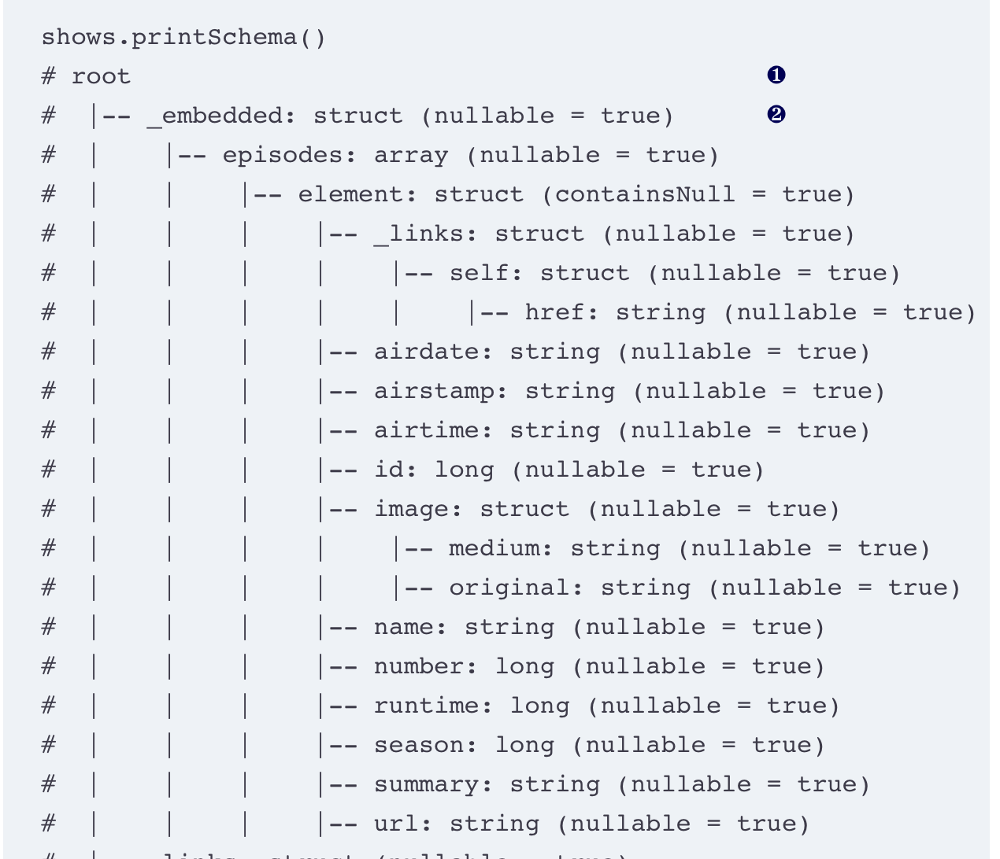 shows.printSchema()
# root ❶
#  |-- _embedded: struct (nullable = true) ❷
#  |    |-- episodes: array (nullable = true)
#  |    |    |-- element: struct (containsNull = true)
#  |    |    |    |-- _links: struct (nullable = true)
#  |    |    |    |    |-- self: struct (nullable = true)
#  |    |    |    |    |    |-- href: string (nullable = true)
#  |    |    |    |-- airdate: string (nullable = true)
#  |    |    |    |-- airstamp: string (nullable = true)
#  |    |    |    |-- airtime: string (nullable = true)
#  |    |    |    |-- id: long (nullable = true)
#  |    |    |    |-- image: struct (nullable = true)
#  |    |    |    |    |-- medium: string (nullable = true)
#  |    |    |    |    |-- original: string (nullable = true)
#  |    |    |    |-- name: string (nullable = true)
#  |    |    |    |-- number: long (nullable = true)
#  |    |    |    |-- runtime: long (nullable = true)
#  |    |    |    |-- season: long (nullable = true)
#  |    |    |    |-- summary: string (nullable = true)
#  |    |    |    |-- url: string (nullable = true)
#  |-- _links: struct (nullable = true)